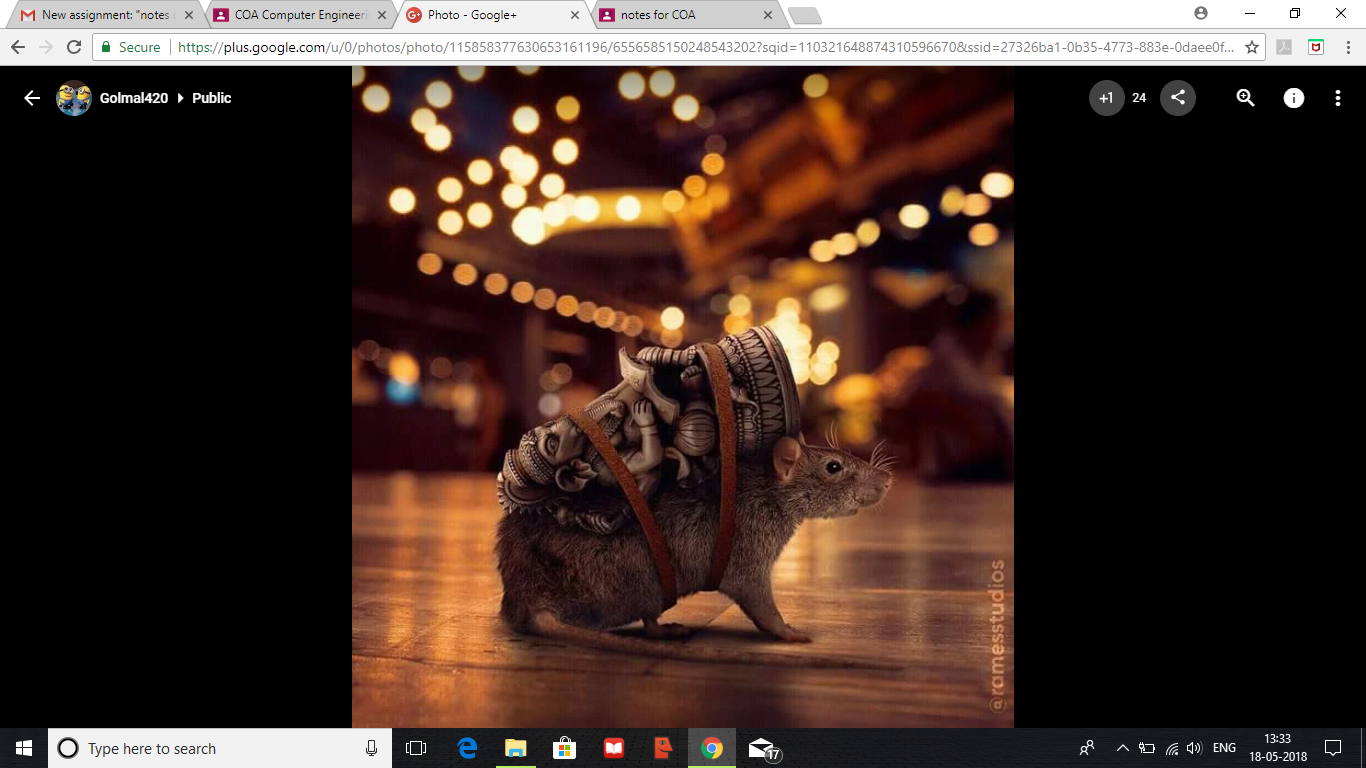 New assignment: "notes
COA Computer Engineeri
Photo - Google+
notes for COA
Secure
https://plus.google.com/u/0/photos/photo/115858377630653161196/6556585150248543202?sqid=110321648874310596670&ssid=27326ba1-0b35-4773-883e-0daee0f...
Golmal420
Public
+1
24
@ramesstudios
Type here to search
17
ENG
13:33
18-05-2018